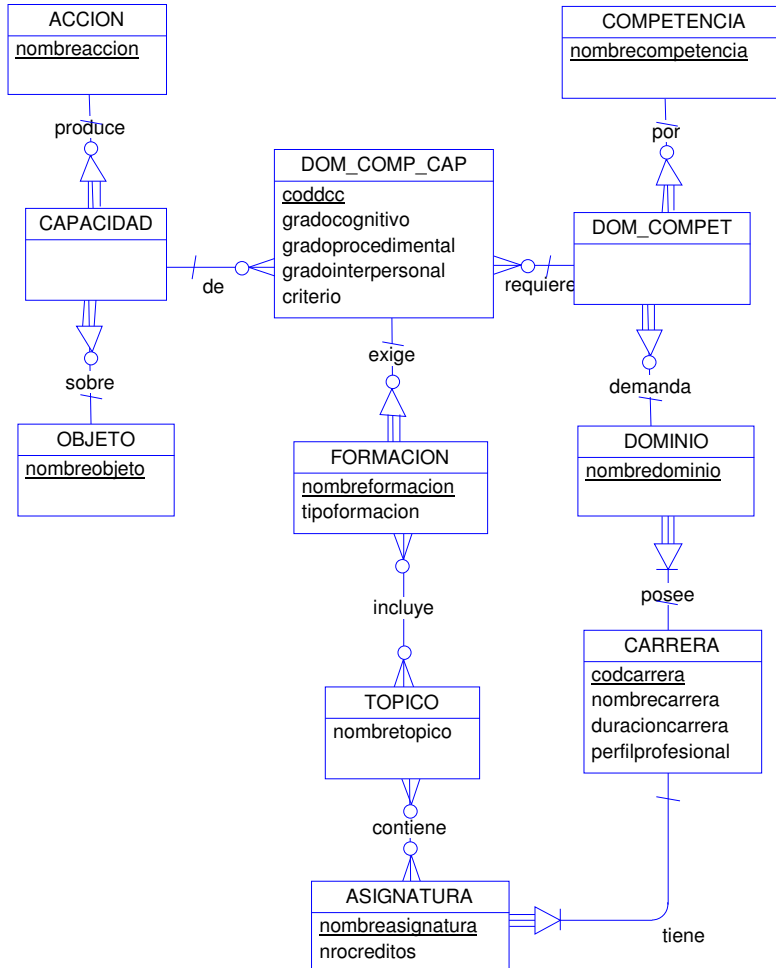 ACCION
nombreaccion
COMPETENCIA
nombrecompetencia
produce
por
DOM_COMP_CAP
coddcc
gradocognitivo
gradoprocedimental
gradointerpersonal
criterio
CAPACIDAD
DOM_COMPET
de
requiere
exige
sobre
demanda
OBJETO
nombreobjeto
FORMACION
nombreformacion
tipoformacion
DOMINIO
nombredominio
incluye
posee
CARRERA
codcarrera
nombrecarrera
duracioncarrera
perfilprofesional
TOPICO
nombretopico
contiene
ASIGNATURA
nombreasignatura
nrocreditos
tiene